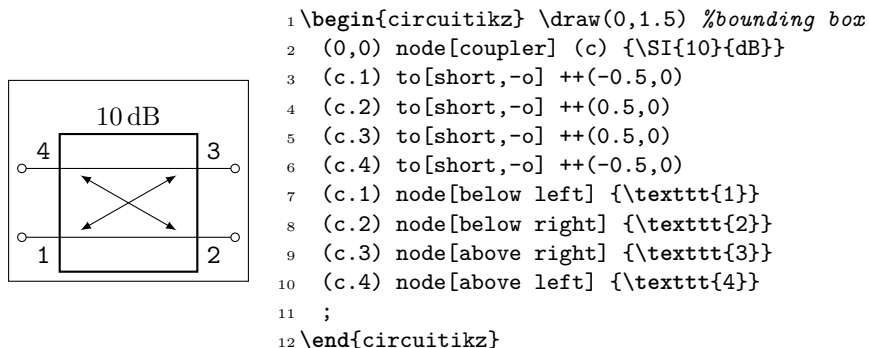 10 dB
4 3
1 2
1 \begin{circuitikz} \draw(0,1.5) %bounding box
2 (0,0) node[coupler] (c) {\SI{10}{dB}}
3 (c.1) to[short,-o] ++(-0.5,0)
4 (c.2) to[short,-o] ++(0.5,0)
5 (c.3) to[short,-o] ++(0.5,0)
6 (c.4) to[short,-o] ++(-0.5,0)
7 (c.1) node[below left] {\texttt{1}}
8 (c.2) node[below right] {\texttt{2}}
9 (c.3) node[above right] {\texttt{3}}
10 (c.4) node[above left] {\texttt{4}}
11 ;
12 \end{circuitikz}